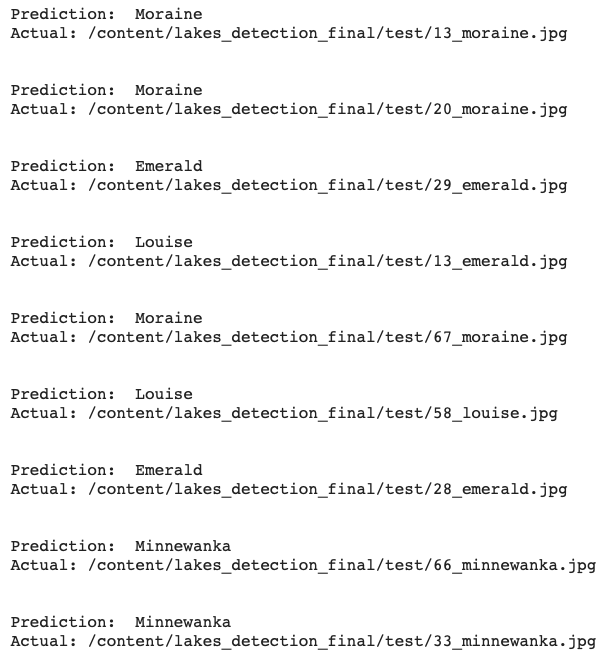 Prediction:  Moraine
Actual: /content/lakes_detection_final/test/13_moraine.jpg
Prediction:  Moraine
Actual: /content/lakes_detection_final/test/20_moraine.jpg
Prediction:  Emerald
Actual: /content/lakes_detection_final/test/29_emerald.jpg
Prediction:  Louise
Actual: /content/lakes_detection_final/test/13_emerald.jpg
Prediction:  Moraine
Actual: /content/lakes_detection_final/test/67_moraine.jpg
Prediction:  Louise
Actual: /content/lakes_detection_final/test/58_louise.jpg
Prediction:  Emerald
Actual: /content/lakes_detection_final/test/28_emerald.jpg
Prediction:  Minnewanka
Actual: /content/lakes_detection_final/test/66_minnewanka.jpg
Prediction:  Minnewanka
Actual: /content/lakes_detection_final/test/33_minnewanka.jpg